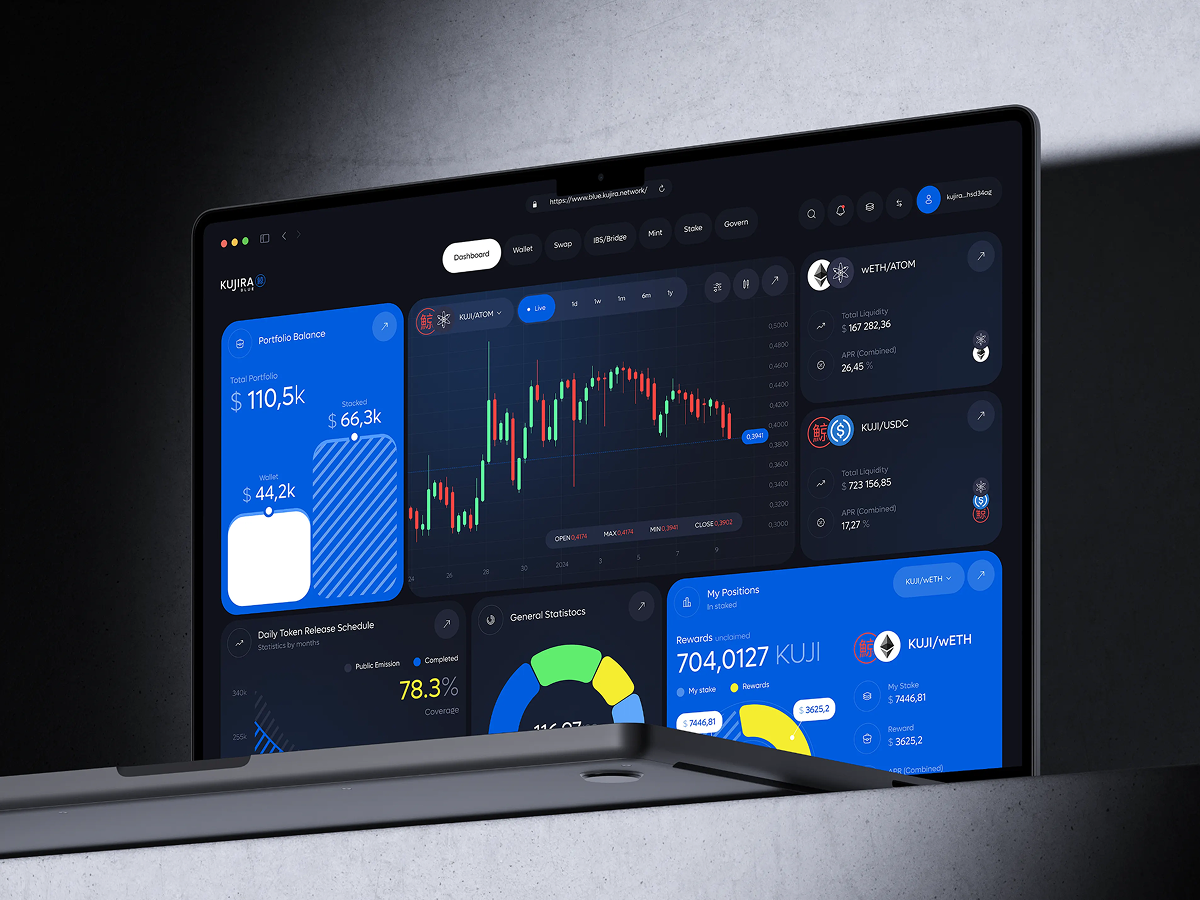 https://www.blue.kujira.network/
KUJIRA
BLUE
Dashboard
Wallet
Swap
IBS/Bridge
Mint
Stake
Govern
kujira...hsd34og
Portfolio Balance
Total Portfolio
$ 110,5k
Stacked
$ 66,3k
Wallet
$ 44,2k
鯨
KUJI/ATOM
Live
1d
1w
1m
6m
1y
0,5000
0,4800
0,4600
0,4400
0,4200
0,4000
0,3941
0,3800
0,3600
0,3400
0,3200
0,3000
OPEN 0,4174
MAX 0,4174
MIN 0,3941
CLOSE 0,3902
24
26
28
30
2024
3
5
7
9
wETH/ATOM
Total Liquidity
$ 167 282,36
APR (Combined)
26,45 %
鯨
KUJI/USDC
Total Liquidity
$ 723 156,85
APR (Combined)
17,27 %
鯨
Daily Token Release Schedule
Statistics by months
Public Emission
Completed
78.3%
Coverage
340k
255k
General Statistocs
My Positions
In staked
KUJI/wETH
Rewards unclaimed
704,0127 KUJI
My stake
Rewards
$ 7446,81
$ 3625,2
鯨
KUJI/wETH
My Stake
$ 7446,81
Reward
$ 3625,2
APR (Combined)